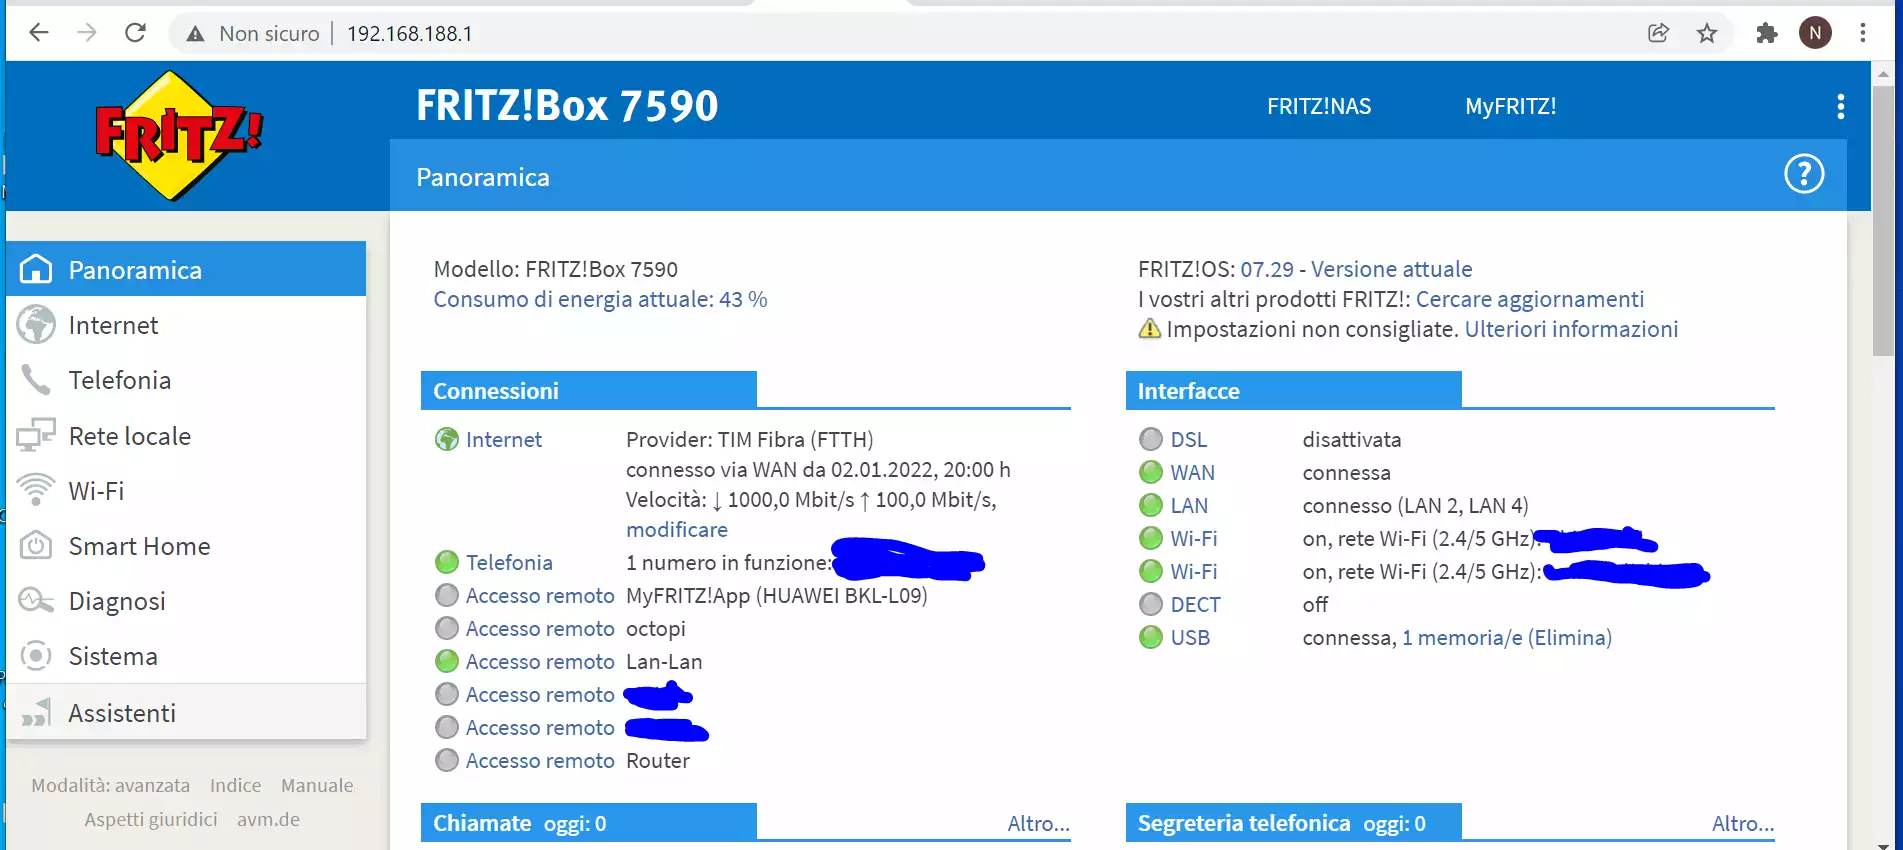 Non sicuro | 192.168.188.1
N
FRITZ!
FRITZ!Box 7590
FRITZ!NAS
MyFRITZ!
Panoramica
?
Panoramica
Internet
Telefonia
Rete locale
Wi-Fi
Smart Home
Diagnosi
Sistema
Assistenti
Modalità: avanzata Indice Manuale
Aspetti giuridici avm.de
Modello: FRITZ!Box 7590
Consumo di energia attuale: 43 %
FRITZ!OS: 07.29 - Versione attuale
I vostri altri prodotti FRITZ!: Cercare aggiornamenti
Impostazioni non consigliate. Ulteriori informazioni
Connessioni
Internet Provider: TIM Fibra (FTTH)
connesso via WAN da 02.01.2022, 20:00 h
Velocità: ↓ 1000,0 Mbit/s ↑ 100,0 Mbit/s,
modificare
Telefonia 1 numero in funzione:
Accesso remoto MyFRITZ!App (HUAWEI BKL-L09)
Accesso remoto octopi
Accesso remoto Lan-Lan
Accesso remoto
Accesso remoto
Accesso remoto Router
Interfacce
DSL disattivata
WAN connessa
LAN connesso (LAN 2, LAN 4)
Wi-Fi on, rete Wi-Fi (2.4/5 GHz):
Wi-Fi on, rete Wi-Fi (2.4/5 GHz):
DECT off
USB connessa, 1 memoria/e (Elimina)
Chiamate oggi: 0 Altro...
Segreteria telefonica oggi: 0 Altro...